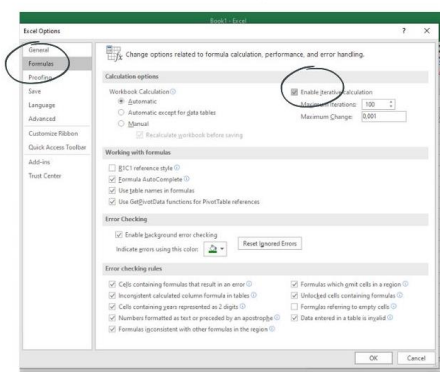 Book1 - Excel
Excel Options
? X
General
Formulas
Proofing
Save
Language
Advanced
Customize Ribbon
Quick Access Toolbar
Add-ins
Trust Center
fx Change options related to formula calculation, performance, and error handling.
Calculation options
Workbook Calculation
Automatic
Automatic except for data tables
Manual
Recalculate workbook before saving
Enable iterative calculation
Maximum Iterations: 100
Maximum Change: 0,001
Working with formulas
R1C1 reference style
Formula AutoComplete
Use table names in formulas
Use GetPivotData functions for PivotTable references
Error Checking
Enable background error checking
Indicate errors using this color:
Reset Ignored Errors
Error checking rules
Cells containing formulas that result in an error
Inconsistent calculated column formula in tables
Cells containing years represented as 2 digits
Numbers formatted as text or preceded by an apostrophe
Formulas inconsistent with other formulas in the region
Formulas which omit cells in a region
Unlocked cells containing formulas
Formulas referring to empty cells
Data entered in a table is invalid
OK
Cancel